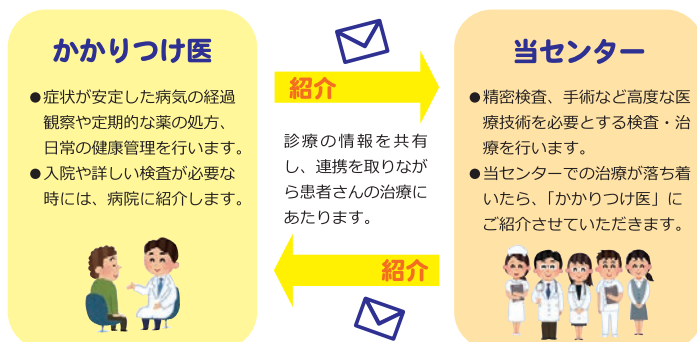 かかりつけ医
●症状が安定した病気の経過
観察や定期的な薬の処方、
日常の健康管理を行います。
●入院や詳しい検査が必要な
時には、病院に紹介します。
紹介
診療の情報を共有
し、連携を取りなが
ら患者さんの治療に
あたります。
紹介
当センター
●精密検査、手術など高度な医
療技術を必要とする検査・治
療を行います。
●当センターでの治療が落ち着
いたら、「かかりつけ医」に
ご紹介させていただきます。